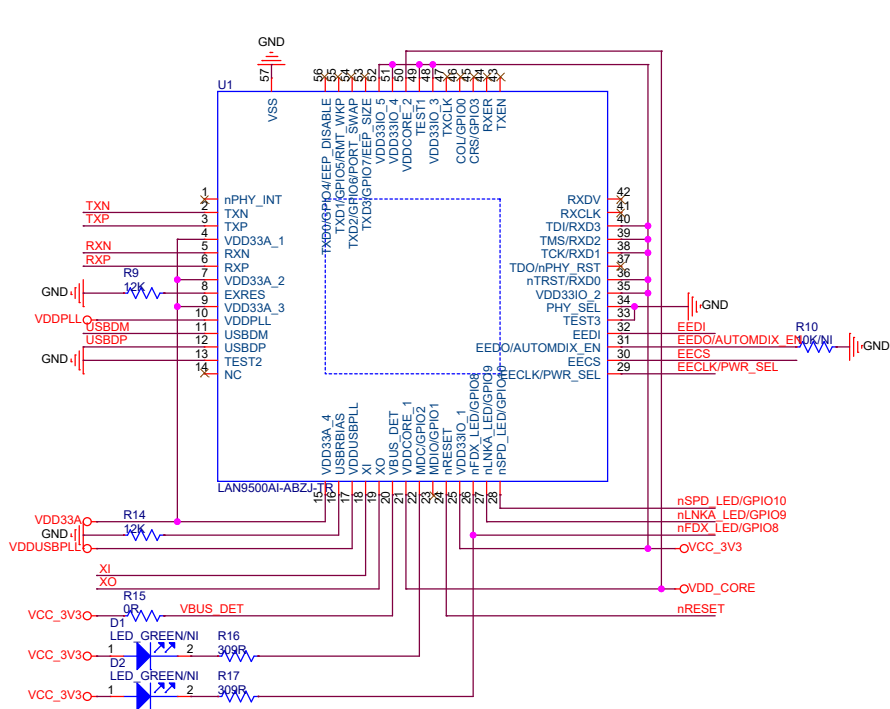 GND
57
56
55
54
53
52
51
50
49
48
47
46
45
44
43
U1
VSS
TXD0/GPIO4/EEP_DISABLE
TXD1/GPIO5/RMT_WKP
TXD2/GPIO6/PORT_SWAP
TXD3/GPIO7/EEP_SIZE
VDD33IO_5
VDD33IO_4
VDDCORE_2
TEST1
VDD33IO_3
TXCLK
COL/GPIO0
CRS/GPIO3
RXER
TXEN
1 nPHY_INT
TXN 2 TXN
TXP 3 TXP
4 VDD33A_1
RXN 5 RXN
RXP 6 RXP
7 VDD33A_2
GND R9 12K 8 EXRES
9 VDD33A_3
VDDPLL 10 VDDPLL
USBDM 11 USBDM
USBDP 12 USBDP
GND 13 TEST2
14 NC
RXDV 42
RXCLK 41
TDI/RXD3 40
TMS/RXD2 39
TCK/RXD1 38
TDO/nPHY_RST 37
nTRST/RXD0 36
VDD33IO_2 35
PHY_SEL 34 GND
TEST3 33
EEDI 32 EEDI
EEDO/AUTOMDIX_EN 31 EEDO/AUTOMDIX_EN R10 10K/NI GND
EECS 30 EECS
EECLK/PWR_SEL 29 EECLK/PWR_SEL
VDD33A_4
USBRBIAS
VDDUSBPLL
XI
XO
VBUS_DET
VDDCORE_1
MDC/GPIO2
MDIO/GPIO1
nRESET
VDD33IO_1
nFDX_LED/GPIO8
nLNKA_LED/GPIO9
nSPD_LED/GPIO10
LAN9500AI-ABZJ-TR
15
16
17
18
19
20
21
22
23
24
25
26
27
28
nSPD_LED/GPIO10
VDD33A
nLNKA_LED/GPIO9
R14
GND 12K
nFDX_LED/GPIO8
VDDUSBPLL
VCC_3V3
XI
XO
VDD_CORE
R15
VCC_3V3 0R VBUS_DET
nRESET
D1
LED_GREEN/NI R16
VCC_3V3 1 2 309R
D2
LED_GREEN/NI R17
VCC_3V3 1 2 309R